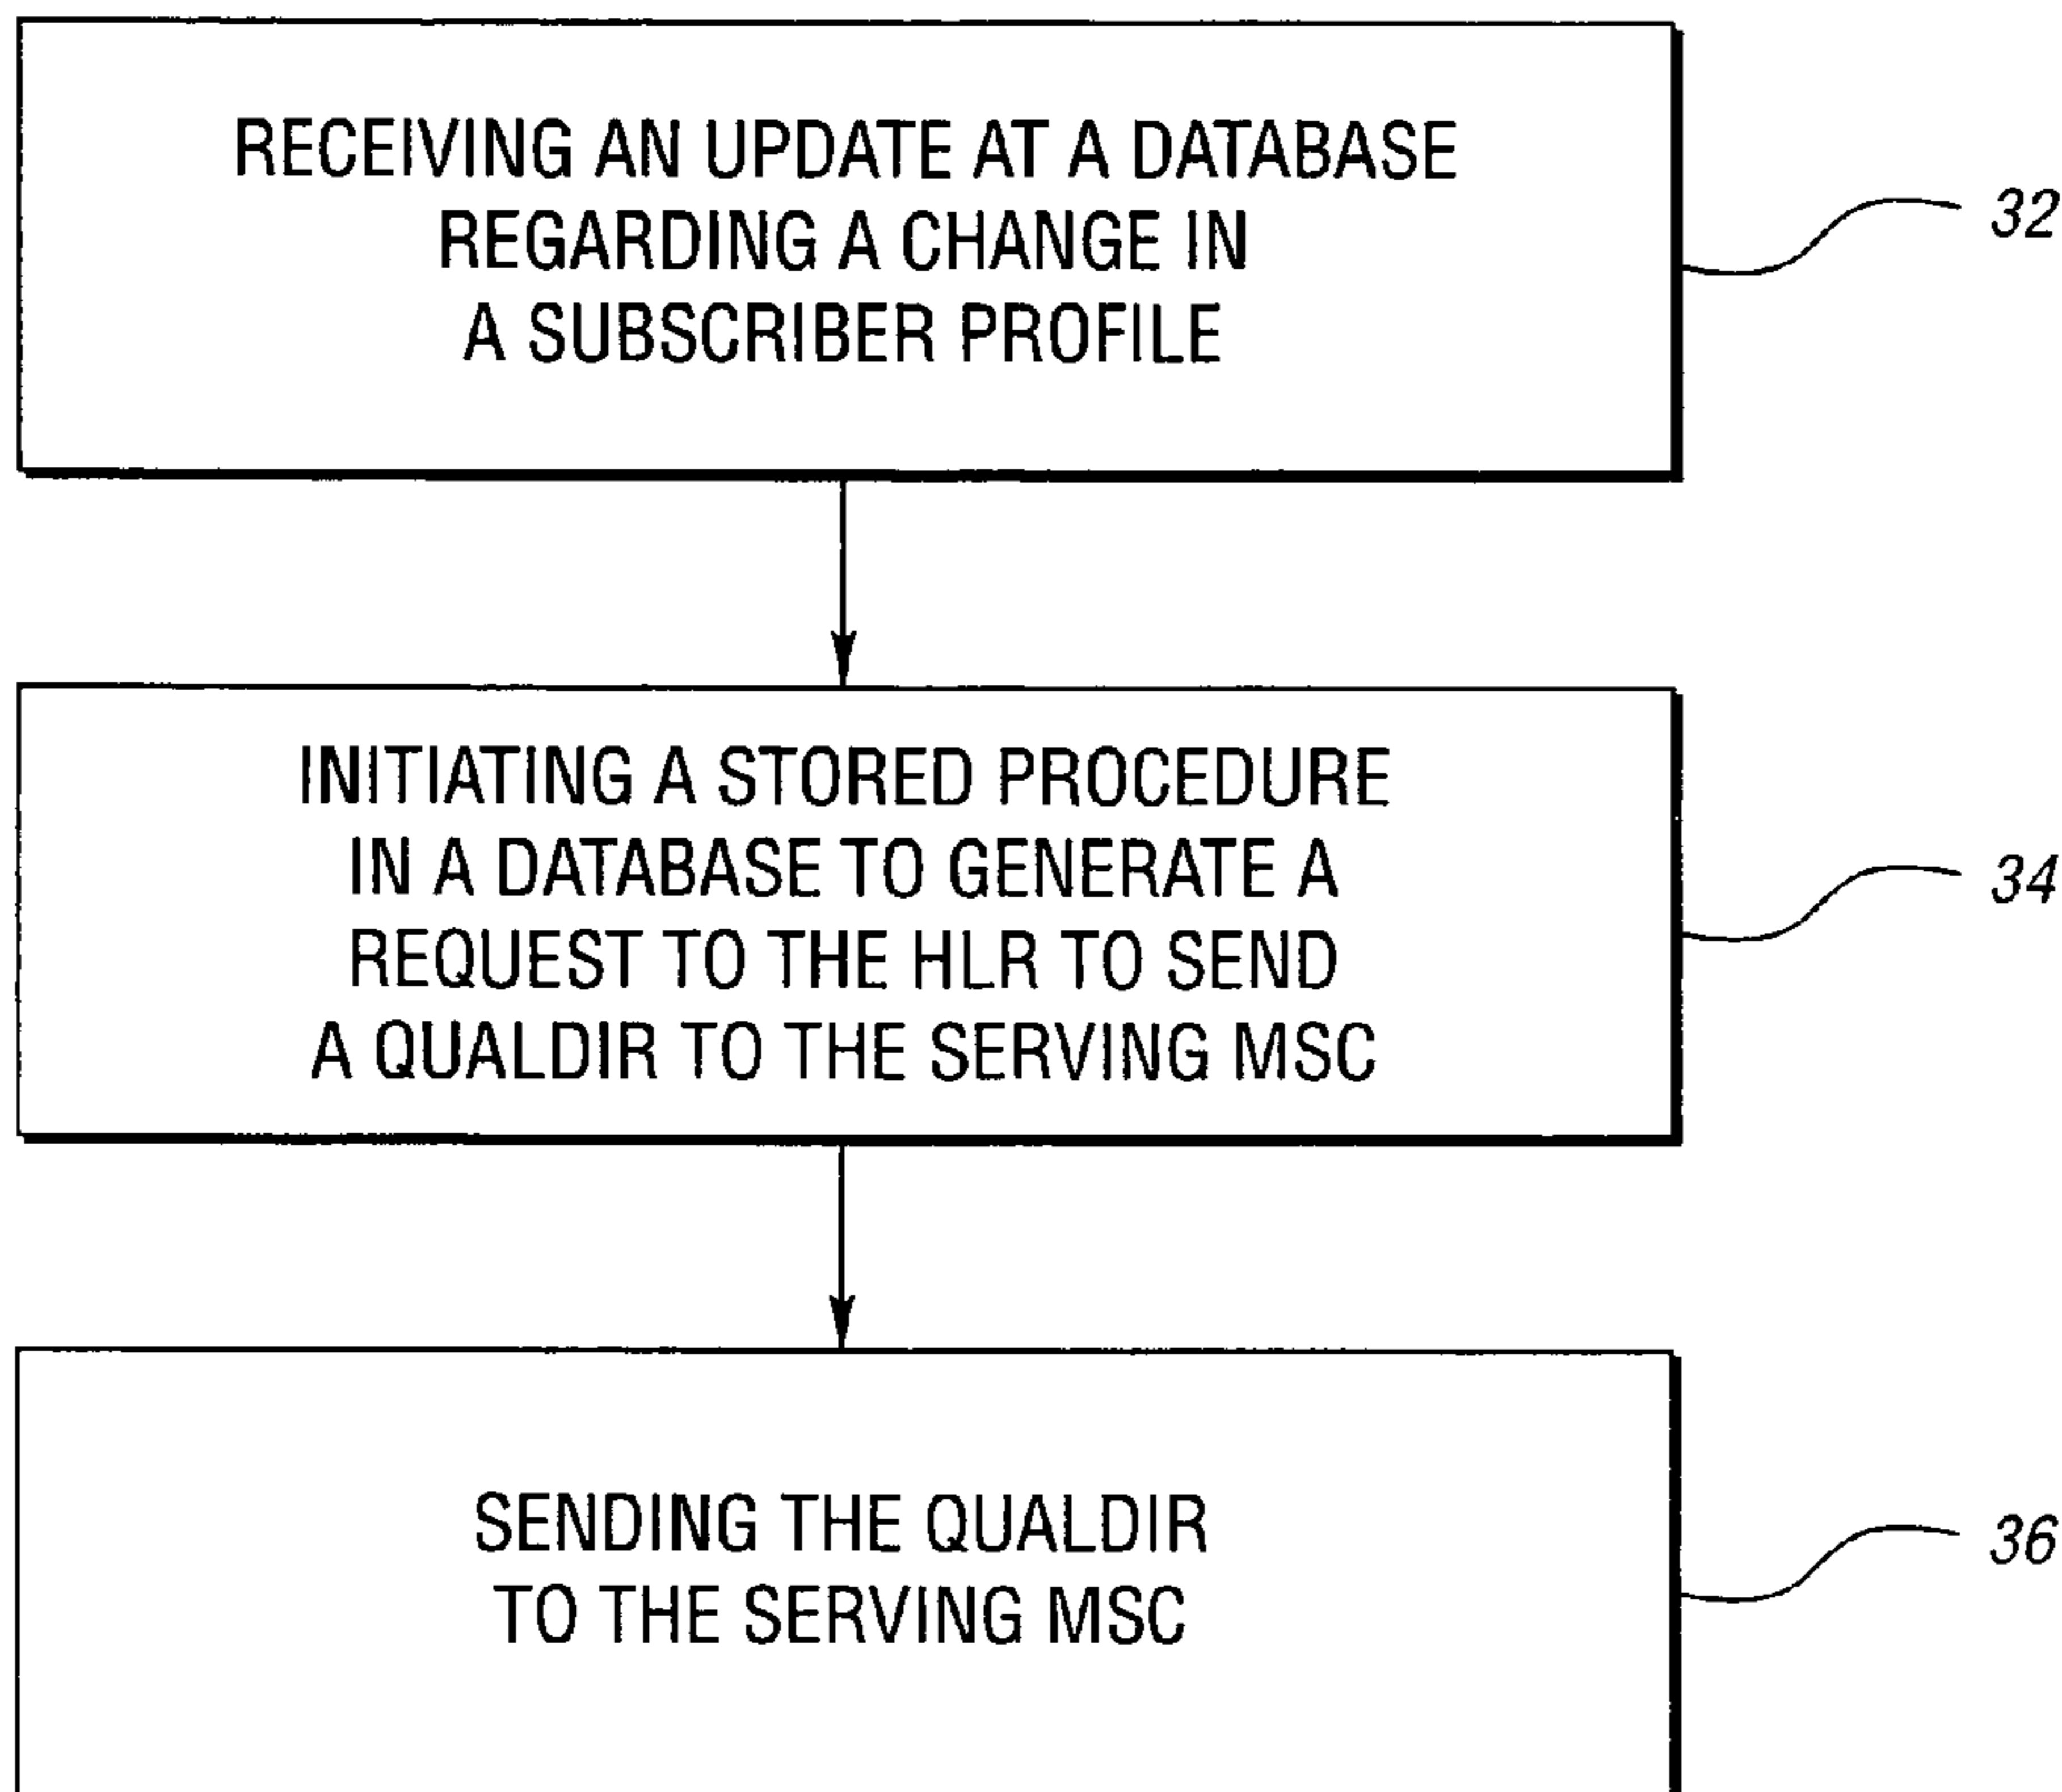 RECEIVING AN UPDATE AT A DATABASE
REGARDING A CHANGE IN
A SUBSCRIBER PROFILE
32
INITIATING A STORED PROCEDURE
IN A DATABASE TO GENERATE A
REQUEST TO THE HLR TO SEND
A QUALDIR TO THE SERVING MSC
34
SENDING THE QUALDIR
TO THE SERVING MSC
36